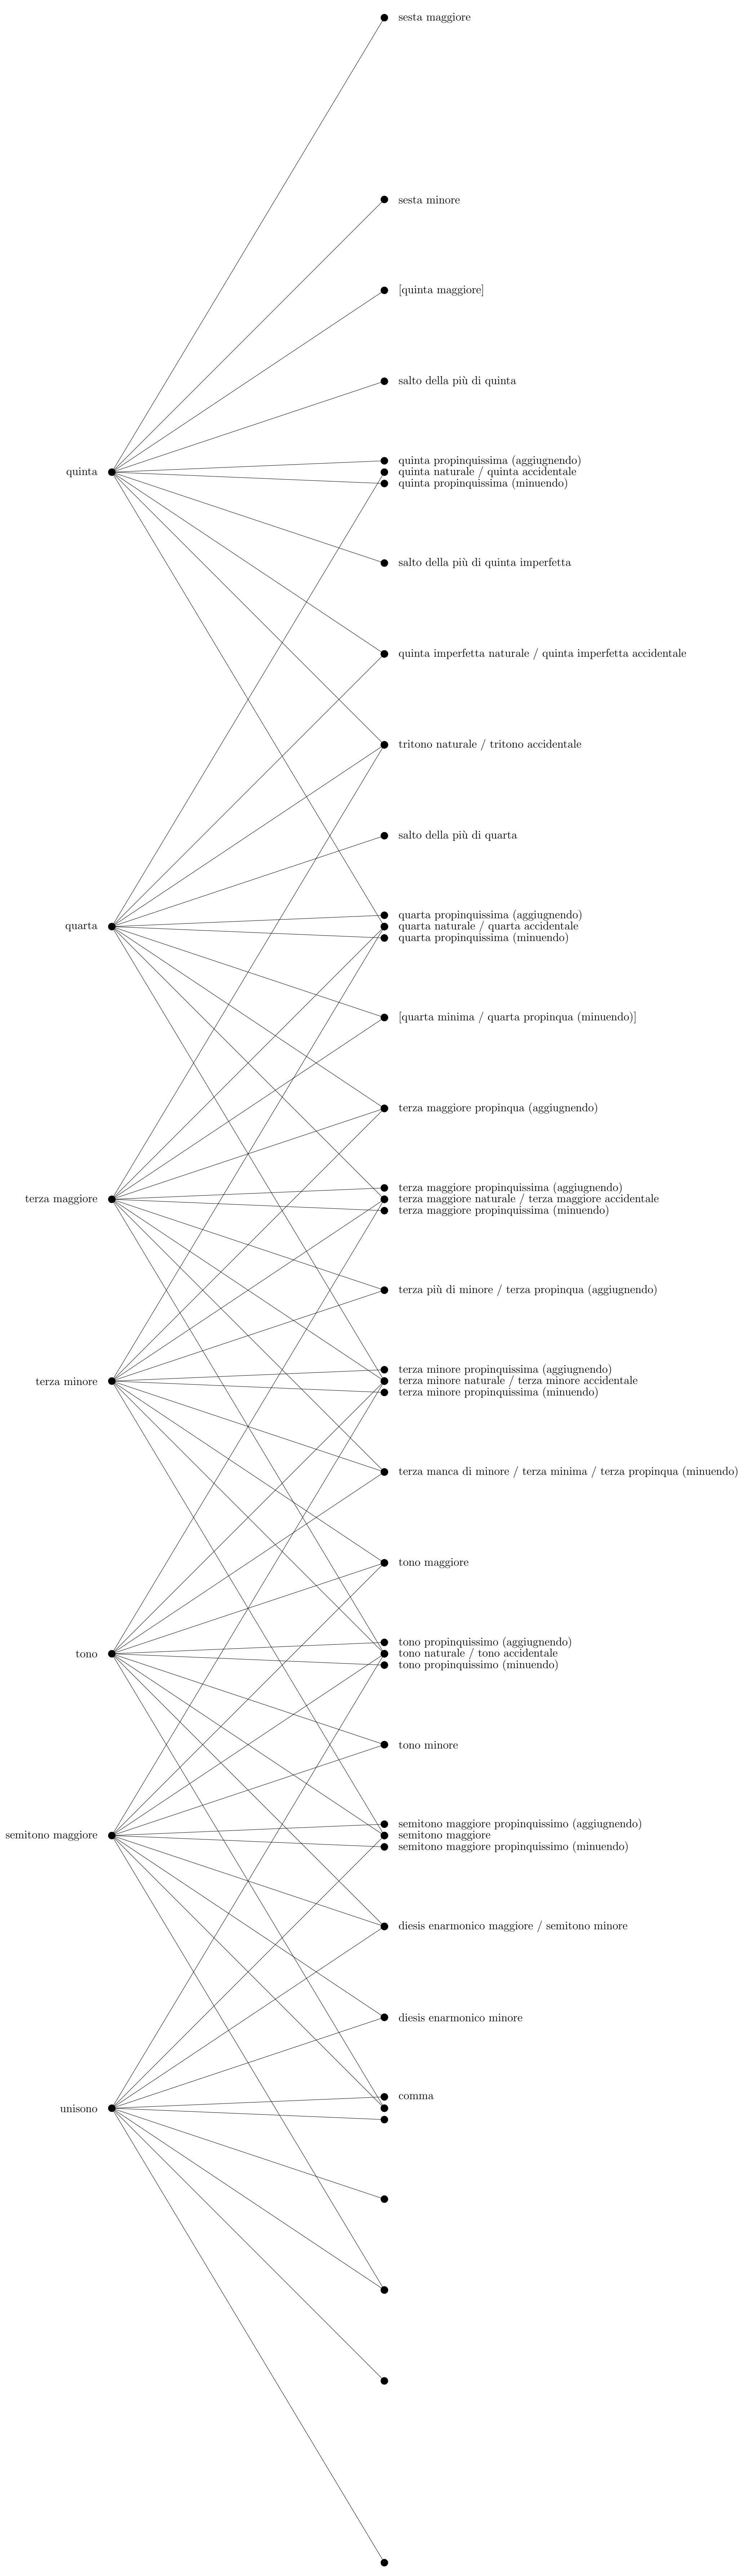 sesta maggiore
sesta minore
[quinta maggiore]
salto della più di quinta
quinta propinquissima (aggiugnendo)
quinta
quinta naturale / quinta accidentale
quinta propinquissima (minuendo)
salto della più di quinta imperfetta
quinta imperfetta naturale / quinta imperfetta accidentale
tritono naturale / tritono accidentale
salto della più di quarta
quarta propinquissima (aggiugnendo)
quarta
quarta naturale / quarta accidentale
quarta propinquissima (minuendo)
[quarta minima / quarta propinqua (minuendo)]
terza maggiore propinqua (aggiugnendo)
terza maggiore propinquissima (aggiugnendo)
terza maggiore
terza maggiore naturale / terza maggiore accidentale
terza maggiore propinquissima (minuendo)
terza più di minore / terza propinqua (aggiugnendo)
terza minore propinquissima (aggiugnendo)
terza minore
terza minore naturale / terza minore accidentale
terza minore propinquissima (minuendo)
terza manca di minore / terza minima / terza propinqua (minuendo)
tono maggiore
tono propinquissimo (aggiugnendo)
tono
tono naturale / tono accidentale
tono propinquissimo (minuendo)
tono minore
semitono maggiore propinquissimo (aggiugnendo)
semitono maggiore
semitono maggiore
semitono maggiore propinquissimo (minuendo)
diesis enarmonico maggiore / semitono minore
diesis enarmonico minore
comma
unisono